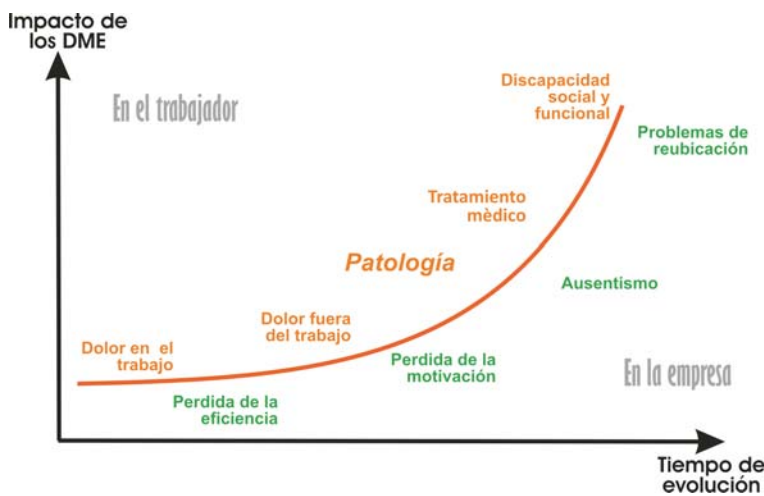 Impacto de
los DME
En el trabajador
Discapacidad
social y
funcional
Problemas de
reubicación
Tratamiento
mèdico
Patología
Ausentismo
Dolor fuera
del trabajo
Dolor en el
trabajo
Perdida de la
motivación
En la empresa
Perdida de la
eficiencia
Tiempo de
evolución